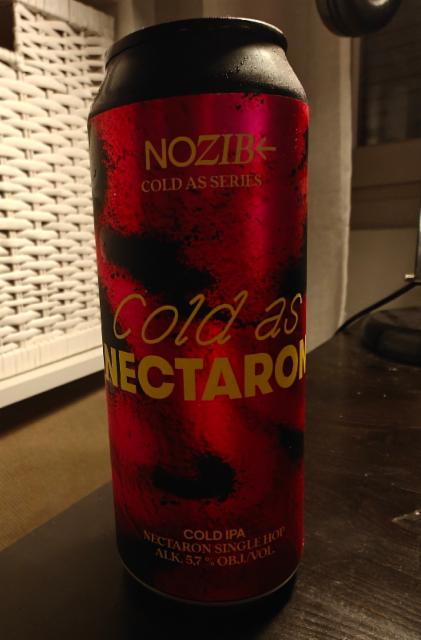 NOZIB←
COLD AS SERIES
Cold as
NECTARON
COLD IPA
NECTARON SINGLE HOP
ALK. 5,7 % OBJ./VOL.